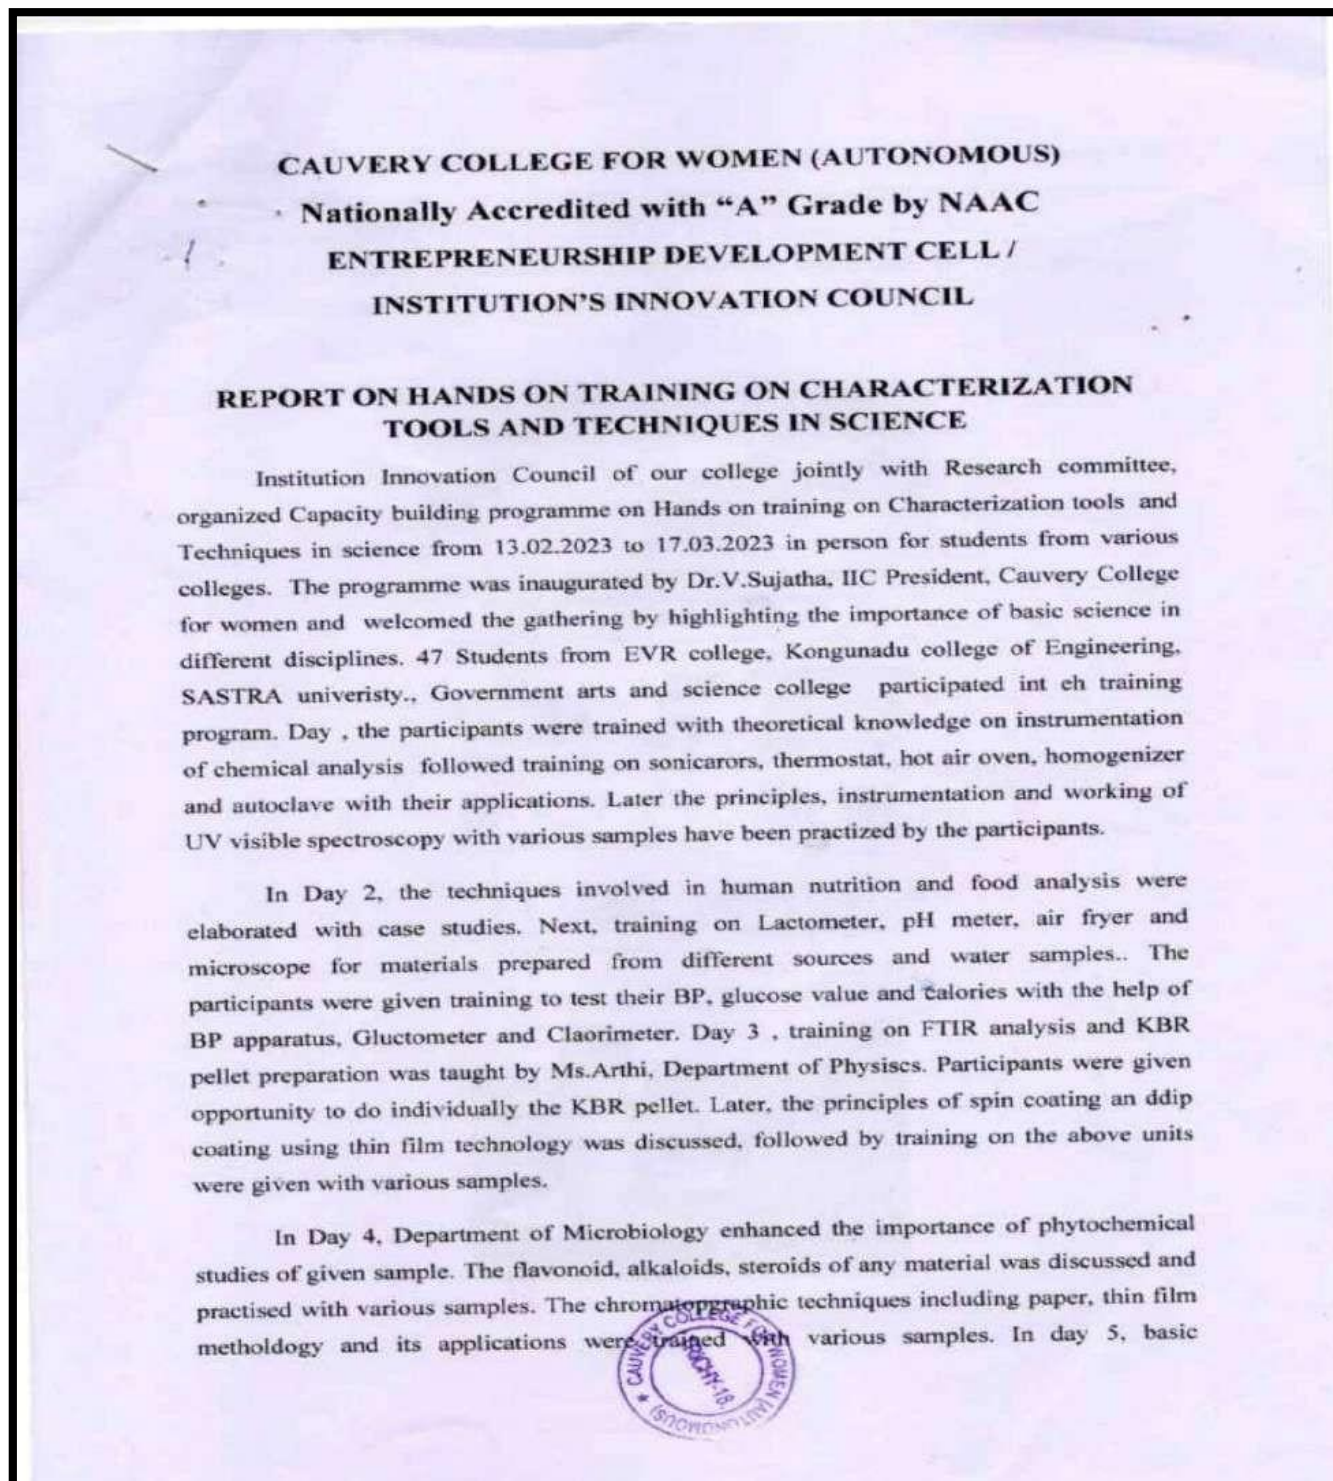 CAUVERY COLLEGE FOR WOMEN (AUTONOMOUS)
Nationally Accredited with “A” Grade by NAAC
ENTREPRENEURSHIP DEVELOPMENT CELL /
INSTITUTION’S INNOVATION COUNCIL
REPORT ON HANDS ON TRAINING ON CHARACTERIZATION
TOOLS AND TECHNIQUES IN SCIENCE
Institution Innovation Council of our college jointly with Research committee,
organized Capacity building programme on Hands on training on Characterization tools and
Techniques in science from 13.02.2023 to 17.03.2023 in person for students from various
colleges. The programme was inaugurated by Dr.V.Sujatha, IIC President, Cauvery College
for women and welcomed the gathering by highlighting the importance of basic science in
different disciplines. 47 Students from EVR college, Kongunadu college of Engineering,
SASTRA univeristy., Government arts and science college participated int eh training
program. Day , the participants were trained with theoretical knowledge on instrumentation
of chemical analysis followed training on sonicarors, thermostat, hot air oven, homogenizer
and autoclave with their applications. Later the principles, instrumentation and working of
UV visible spectroscopy with various samples have been practized by the participants.
In Day 2, the techniques involved in human nutrition and food analysis were
elaborated with case studies. Next, training on Lactometer, pH meter, air fryer and
microscope for materials prepared from different sources and water samples.. The
participants were given training to test their BP, glucose value and calories with the help of
BP apparatus, Gluctometer and Claorimeter. Day 3 , training on FTIR analysis and KBR
pellet preparation was taught by Ms.Arthi, Department of Physiscs. Participants were given
opportunity to do individually the KBR pellet. Later, the principles of spin coating an ddip
coating using thin film technology was discussed, followed by training on the above units
were given with various samples.
In Day 4, Department of Microbiology enhanced the importance of phytochemical
studies of given sample. The flavonoid, alkaloids, steroids of any material was discussed and
practised with various samples. The chromatopgraphic techniques including paper, thin film
metholdogy and its applications were trained with various samples. In day 5, basic
★ CAUVERY COLLEGE FOR WOMEN (AUTONOMOUS)
TRICHY-18.